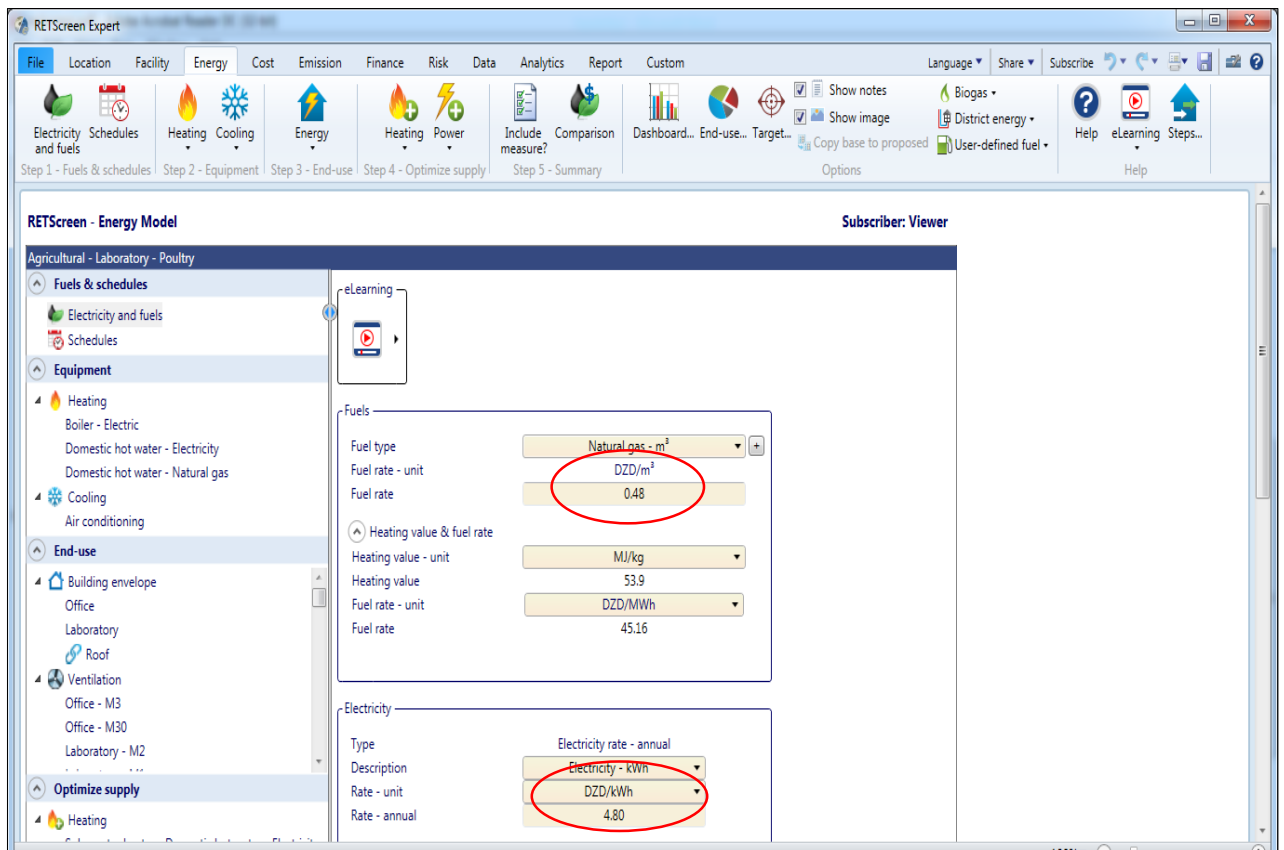 RETScreen Expert
File Location Facility Energy Cost Emission Finance Risk Data Analytics Report Custom Language Share Subscribe
Electricity and fuels Schedules Heating Cooling Energy Heating Power Include measure? Comparison Dashboard... End-use... Target... Show notes Biogas Help eLearning Steps...
Show image District energy
Copy base to proposed User-defined fuel
Step 1 - Fuels & schedules Step 2 - Equipment Step 3 - End-use Step 4 - Optimize supply Step 5 - Summary Options Help
RETScreen - Energy Model Subscriber: Viewer
Agricultural - Laboratory - Poultry
Fuels & schedules
Electricity and fuels
Schedules
Equipment
Heating
Boiler - Electric
Domestic hot water - Electricity
Domestic hot water - Natural gas
Cooling
Air conditioning
End-use
Building envelope
Office
Laboratory
Roof
Ventilation
Office - M3
Office - M30
Laboratory - M2
Optimize supply
Heating
eLearning
Fuels
Fuel type Natural gas - m³
Fuel rate - unit DZD/m³
Fuel rate 0.48
Heating value & fuel rate
Heating value - unit MJ/kg
Heating value 53.9
Fuel rate - unit DZD/MWh
Fuel rate 45.16
Electricity
Type Electricity rate - annual
Description Electricity - kWh
Rate - unit DZD/kWh
Rate - annual 4.80